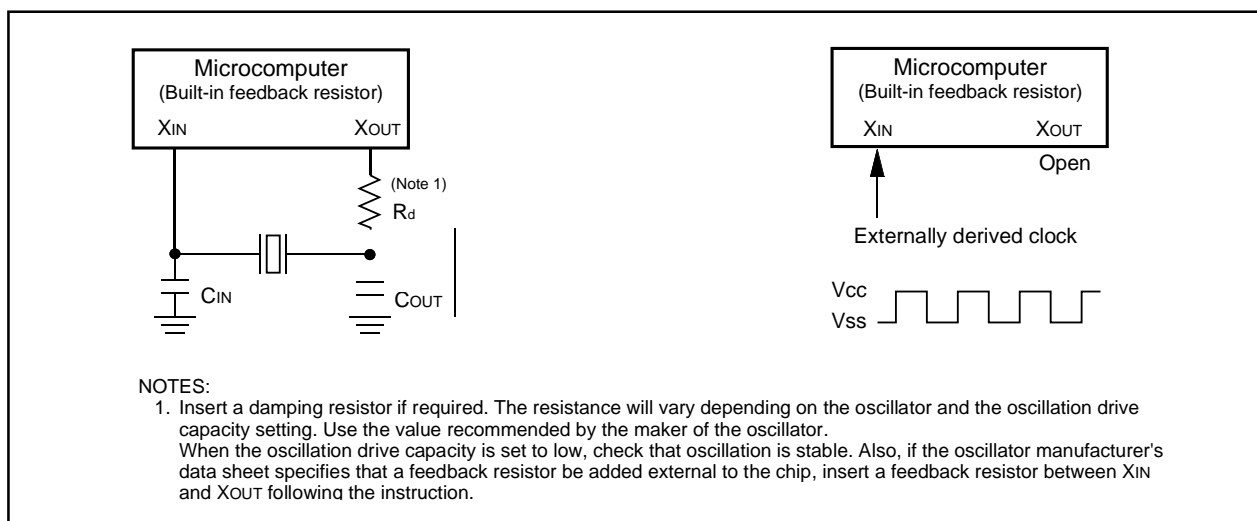 Microcomputer
(Built-in feedback resistor)
XIN XOUT
(Note 1)
Rd
CIN
COUT
Microcomputer
(Built-in feedback resistor)
XIN XOUT
Open
Externally derived clock
Vcc
Vss
NOTES:
1. Insert a damping resistor if required. The resistance will vary depending on the oscillator and the oscillation drive
capacity setting. Use the value recommended by the maker of the oscillator.
When the oscillation drive capacity is set to low, check that oscillation is stable. Also, if the oscillator manufacturer's
data sheet specifies that a feedback resistor be added external to the chip, insert a feedback resistor between XIN
and XOUT following the instruction.